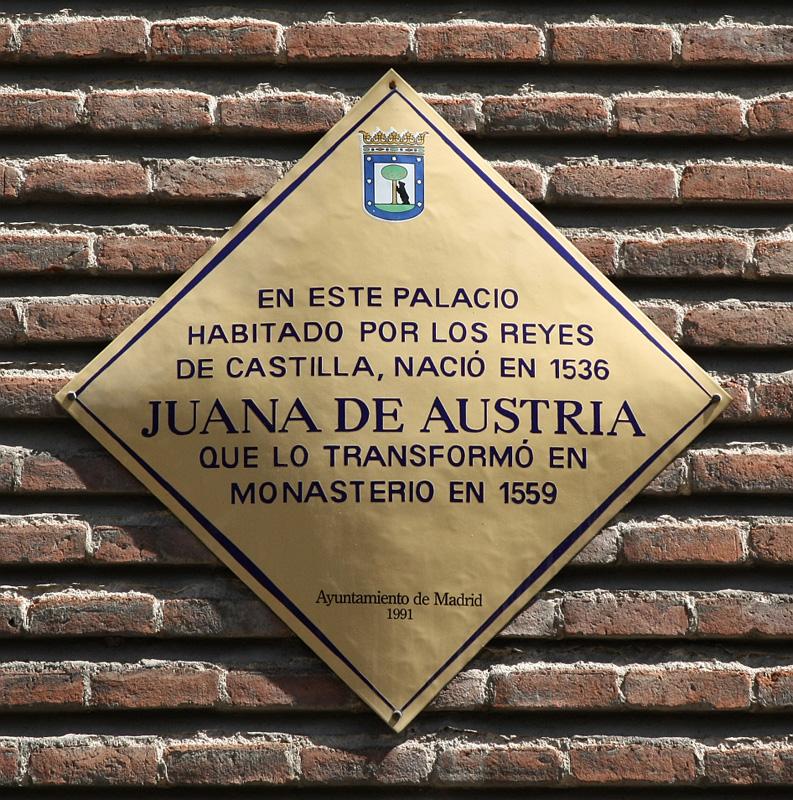 EN ESTE PALACIO
HABITADO POR LOS REYES
DE CASTILLA, NACIÓ EN 1536
JUANA DE AUSTRIA
QUE LO TRANSFORMÓ EN
MONASTERIO EN 1559
Ayuntamiento de Madrid
1991